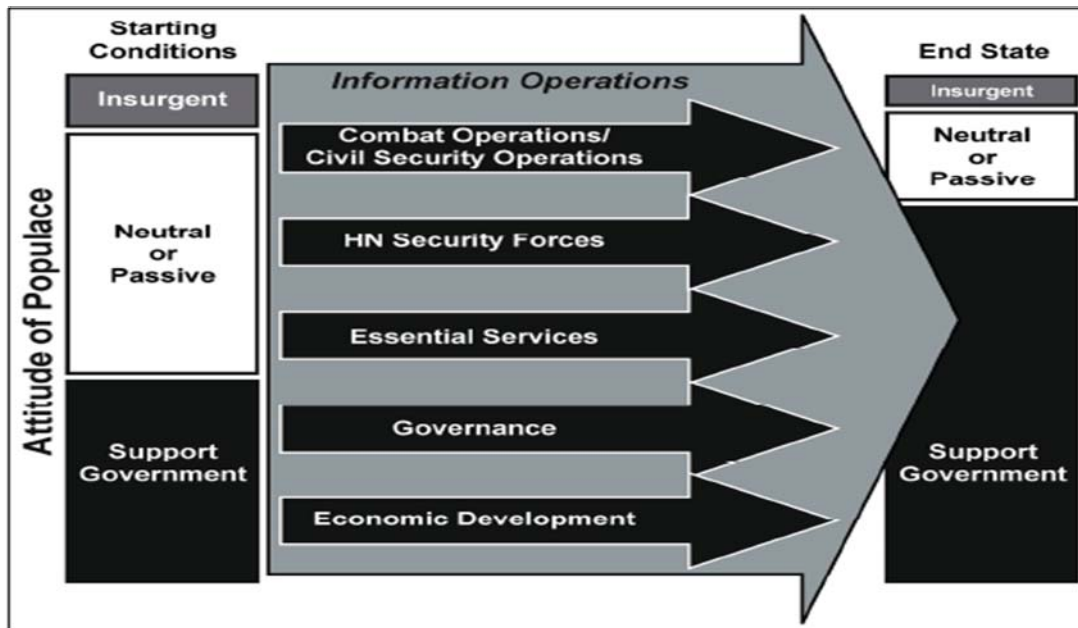 Attitude of Populace
Starting
Conditions
Insurgent
Neutral
or
Passive
Support
Government
Information Operations
Combat Operations/
Civil Security Operations
HN Security Forces
Essential Services
Governance
Economic Development
End State
Insurgent
Neutral
or
Passive
Support
Government